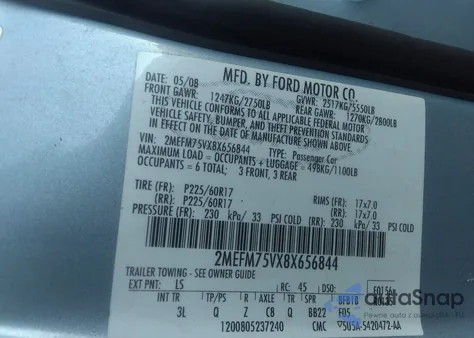 MFD. BY FORD MOTOR CO.
DATE: 05/08
GVWR: 2517KG/5550LB
FRONT GAWR: 1247KG/2750LB
REAR GAWR: 1270KG/2800LB
THIS VEHICLE CONFORMS TO ALL APPLICABLE FEDERAL MOTOR VEHICLE
SAFETY, BUMPER, AND THEFT PREVENTION STANDARDS
IN EFFECT ON THE DATE OF MANUFACTURE SHOWN ABOVE.
VIN: 2MEFM75VX8X656844 TYPE: Passenger Car
MAXIMUM LOAD = OCCUPANTS + LUGGAGE = 498KG/1100LB
OCCUPANTS = 6 TOTAL; 3 FRONT, 3 REAR
TIRE (FR): P225/60R17 RIMS (FR): 17x7.0
(RR): P225/60R17 (RR): 17x7.0
PRESSURE (FR): 230 kPa/ 33 PSI COLD (RR): 230 kPa/ 33 PSI COLD
2MEFM75VX8X656844
TRAILER TOWING - SEE OWNER GUIDE
EXT PNT: LS RC: 45 DSO:
INT TR TP/PS R AXLE TR SPR
3L Q Z C8 Q BB22
1200805237240 CMC
autoSnap